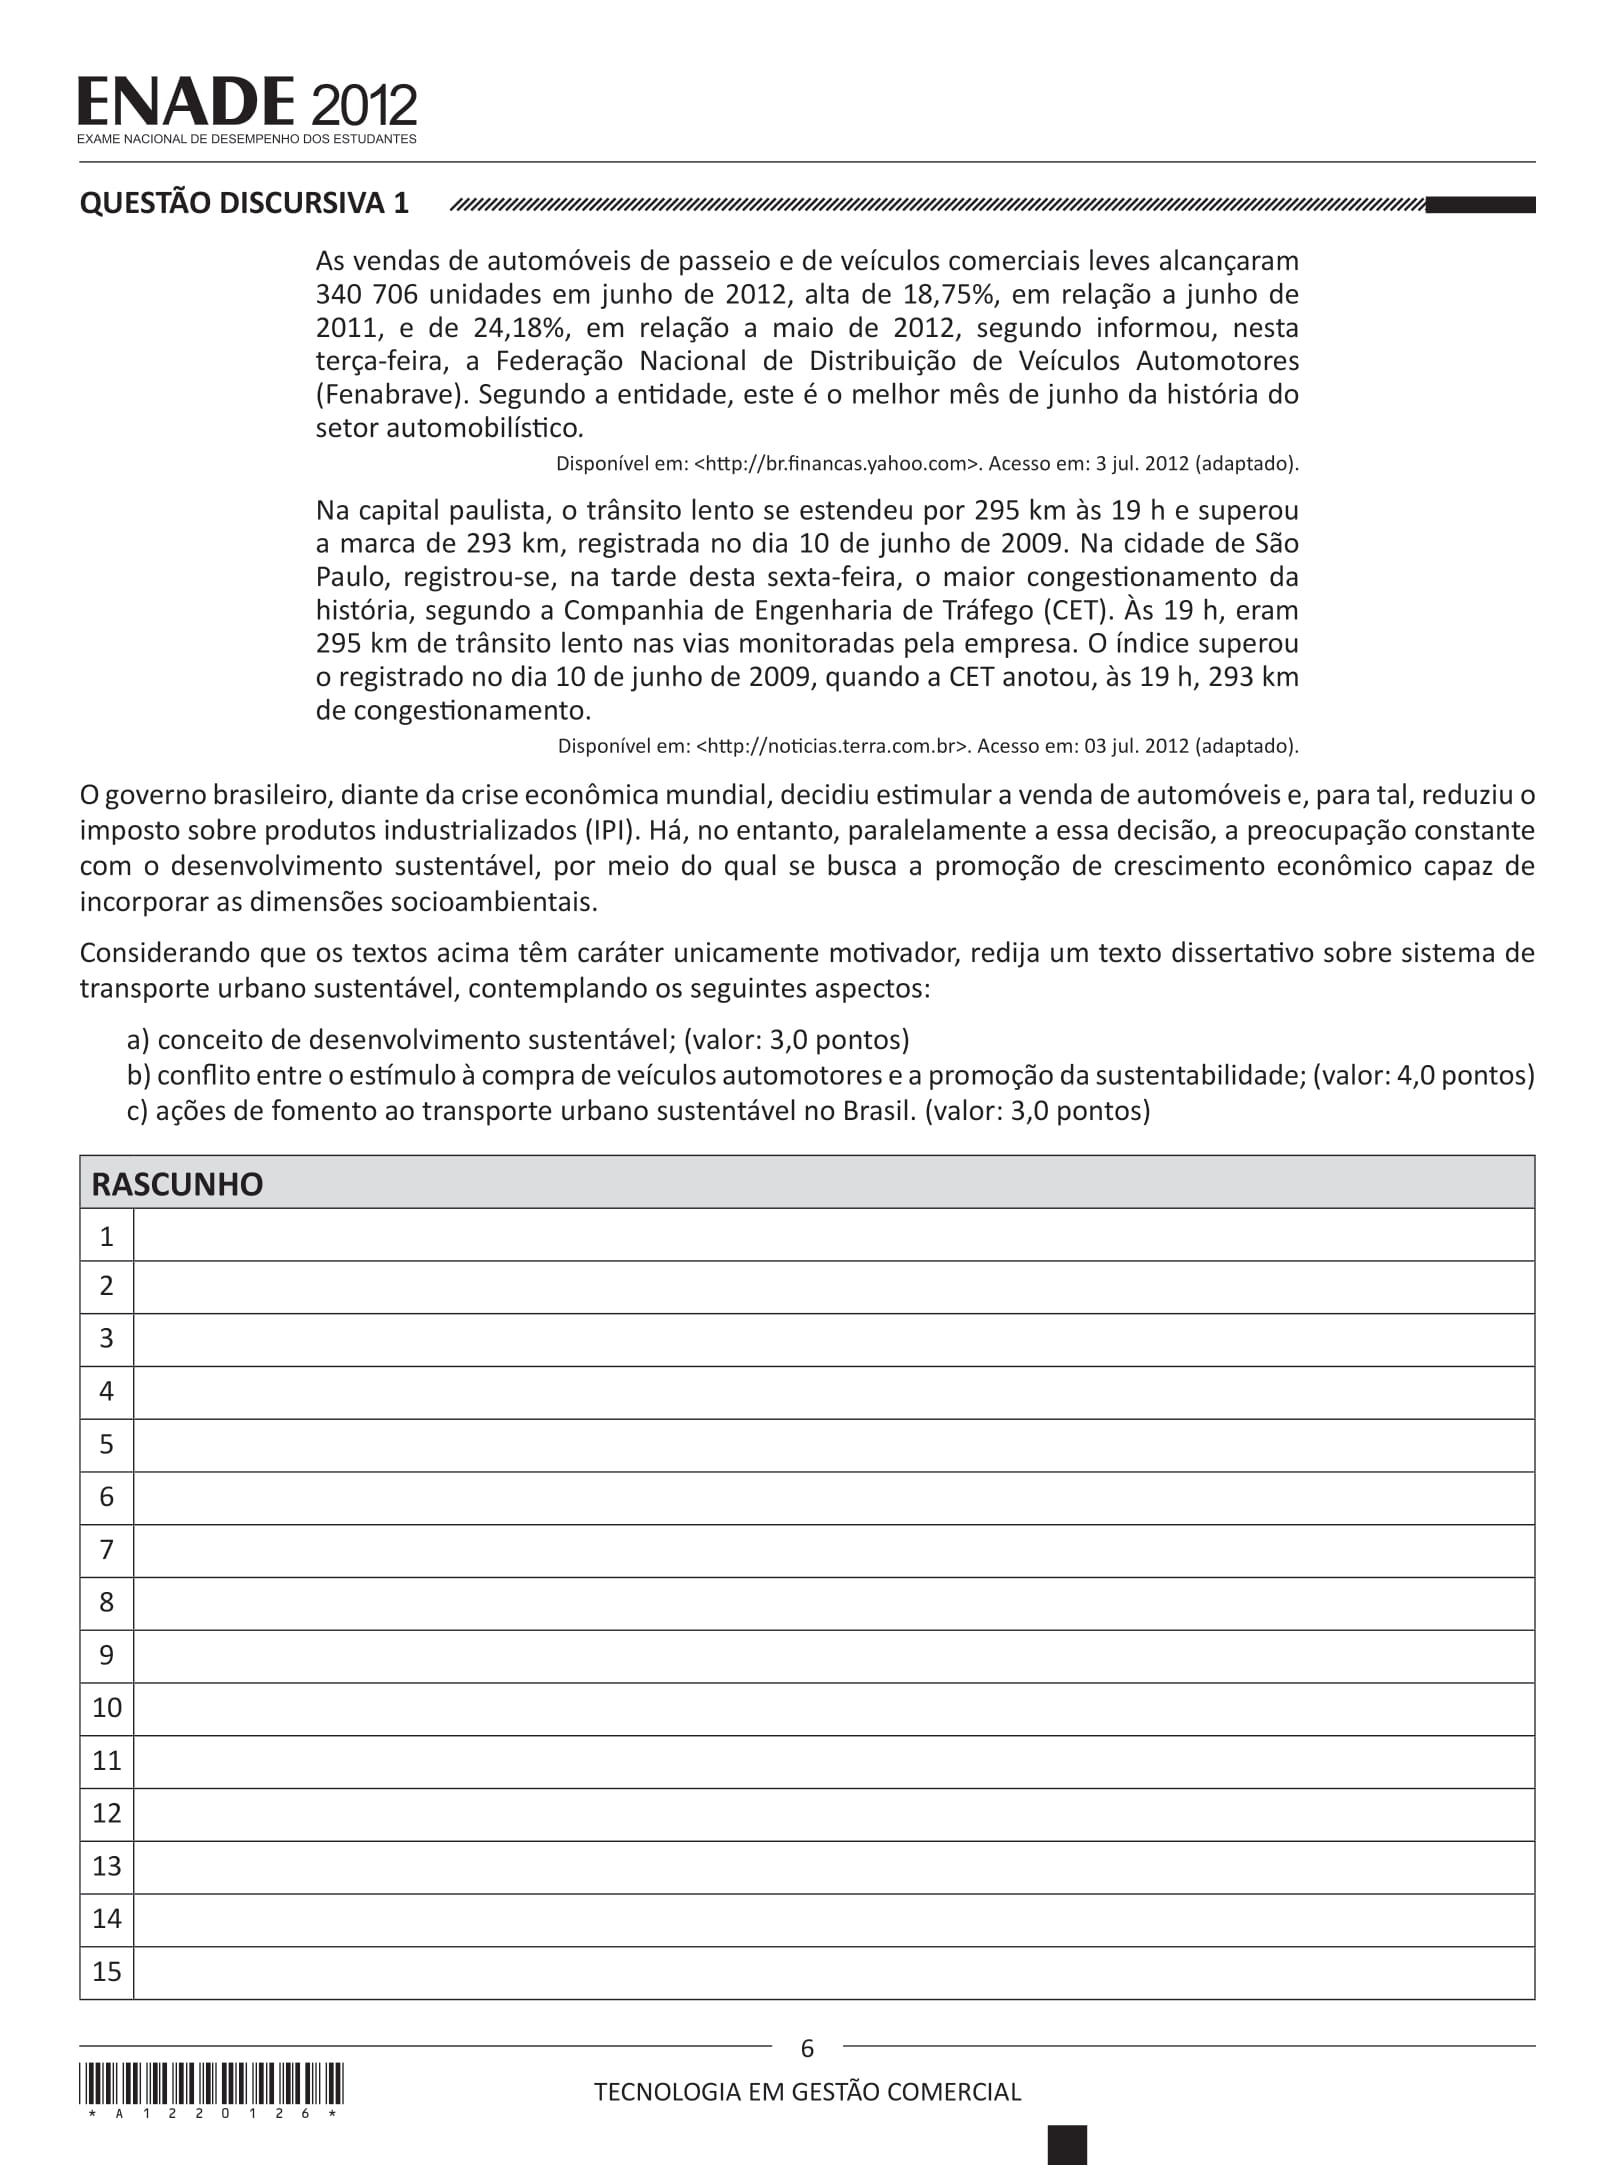 ENADE 2012
EXAME NACIONAL DE DESEMPENHO DOS ESTUDANTES
QUESTÃO DISCURSIVA 1
As vendas de automóveis de passeio e de veículos comerciais leves alcançaram
340 706 unidades em junho de 2012, alta de 18,75%, em relação a junho de
2011, e de 24,18%, em relação a maio de 2012, segundo informou, nesta
terça-feira, a Federação Nacional de Distribuição de Veículos Automotores
(Fenabrave). Segundo a entidade, este é o melhor mês de junho da história do
setor automobilístico.
Disponível em: <http://br.financas.yahoo.com>. Acesso em: 3 jul. 2012 (adaptado).
Na capital paulista, o trânsito lento se estendeu por 295 km às 19 h e superou
a marca de 293 km, registrada no dia 10 de junho de 2009. Na cidade de São
Paulo, registrou-se, na tarde desta sexta-feira, o maior congestionamento da
história, segundo a Companhia de Engenharia de Tráfego (CET). Às 19 h, eram
295 km de trânsito lento nas vias monitoradas pela empresa. O índice superou
o registrado no dia 10 de junho de 2009, quando a CET anotou, às 19 h, 293 km
de congestionamento.
Disponível em: <http://noticias.terra.com.br>. Acesso em: 03 jul. 2012 (adaptado).
O governo brasileiro, diante da crise econômica mundial, decidiu estimular a venda de automóveis e, para tal, reduziu o
imposto sobre produtos industrializados (IPI). Há, no entanto, paralelamente a essa decisão, a preocupação constante
com o desenvolvimento sustentável, por meio do qual se busca a promoção de crescimento econômico capaz de
incorporar as dimensões socioambientais.
Considerando que os textos acima têm caráter unicamente motivador, redija um texto dissertativo sobre sistema de
transporte urbano sustentável, contemplando os seguintes aspectos:
a) conceito de desenvolvimento sustentável; (valor: 3,0 pontos)
b) conflito entre o estímulo à compra de veículos automotores e a promoção da sustentabilidade; (valor: 4,0 pontos)
c) ações de fomento ao transporte urbano sustentável no Brasil. (valor: 3,0 pontos)
RASCUNHO
1
2
3
4
5
6
7
8
9
10
11
12
13
14
15
6
TECNOLOGIA EM GESTÃO COMERCIAL
* A 1 2 2 0 1 2 6 *